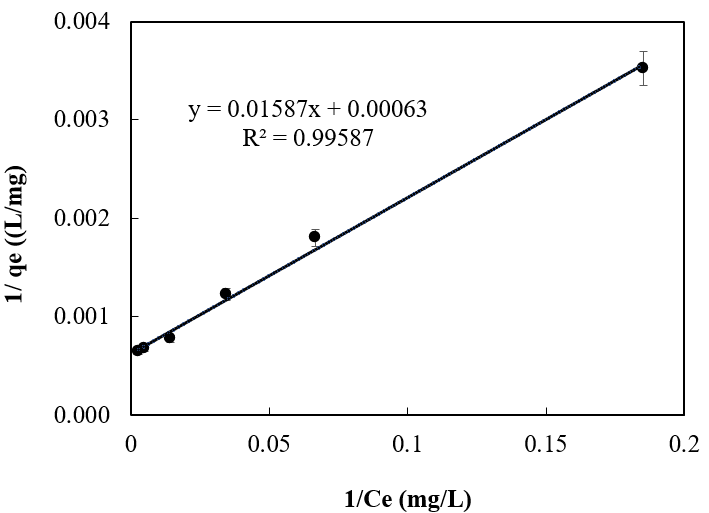 0.004
y = 0.01587x + 0.00063
R² = 0.99587
0.003
0.002
0.001
0.000
1/ qe ((L/mg)
0 0.05 0.1 0.15 0.2
1/Ce (mg/L)